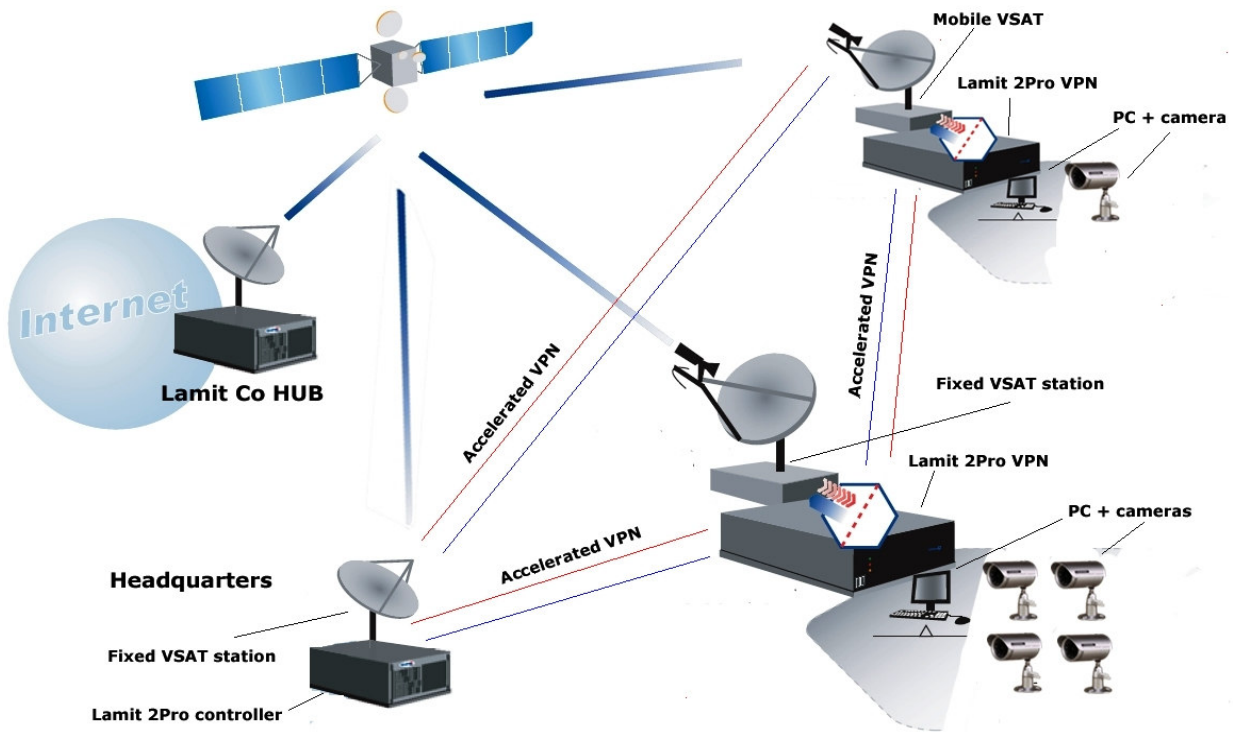 Mobile VSAT
Lamit 2Pro VPN
PC + camera
Internet
Lamit Co HUB
Accelerated VPN
Accelerated VPN
Fixed VSAT station
Lamit 2Pro VPN
PC + cameras
Accelerated VPN
Headquarters
Fixed VSAT station
Lamit 2Pro controller